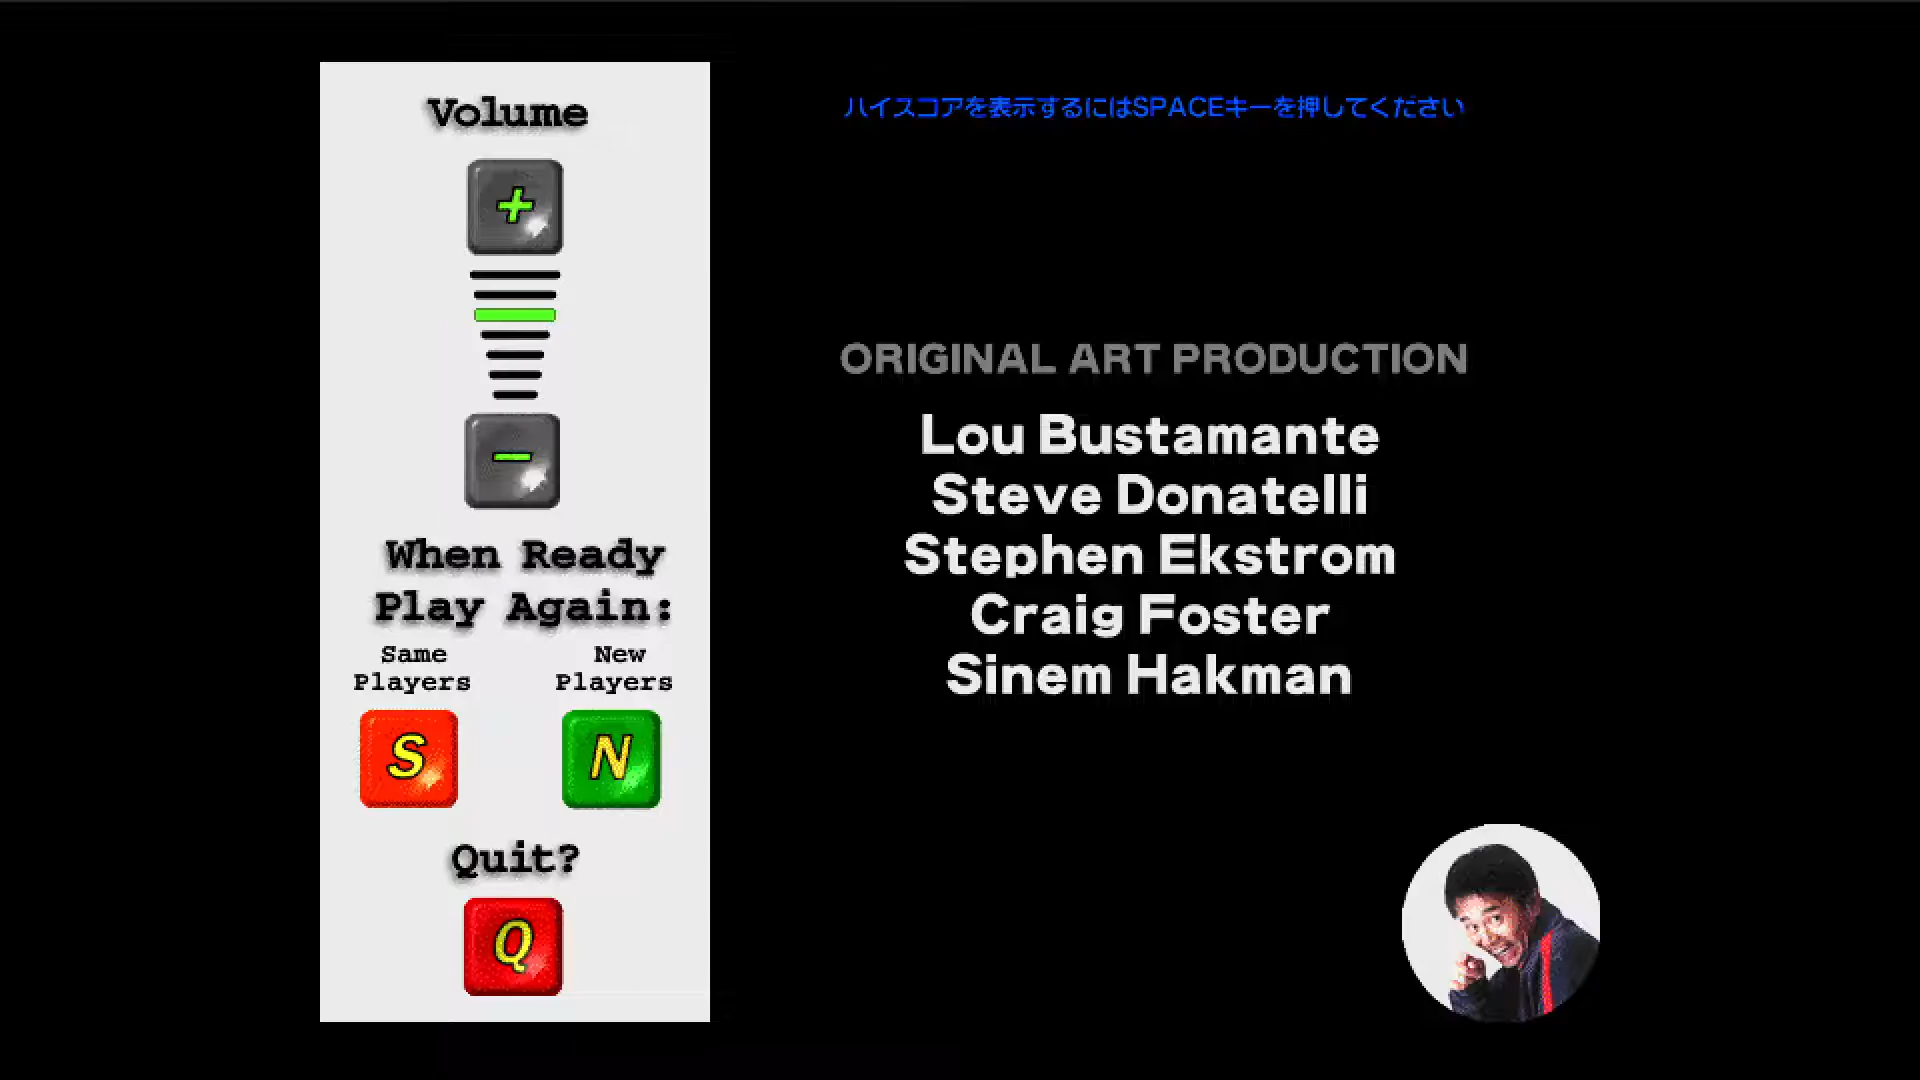 Volume
+
-
When Ready
Play Again:
Same
Players
New
Players
S
N
Quit?
Q
ハイスコアを表示するにはSPACEキーを押してください
ORIGINAL ART PRODUCTION
Lou Bustamante
Steve Donatelli
Stephen Ekstrom
Craig Foster
Sinem Hakman